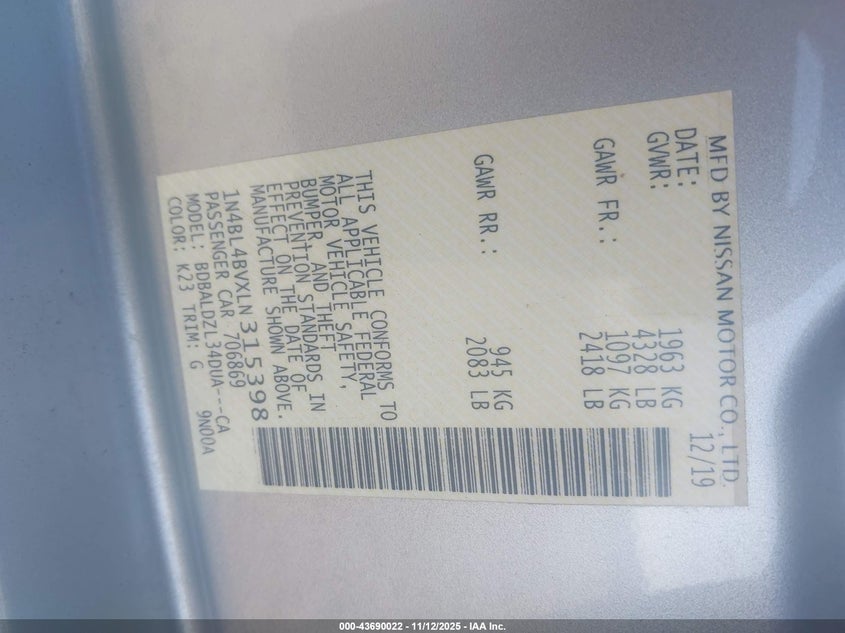 MFD BY NISSAN MOTOR CO., LTD.
DATE: 12/19
GVWR: 1963 KG
4328 LB
GAWR FR.: 1097 KG
2418 LB
GAWR RR.: 945 KG
2083 LB
THIS VEHICLE CONFORMS TO
ALL APPLICABLE FEDERAL
MOTOR VEHICLE SAFETY,
BUMPER, AND THEFT
PREVENTION STANDARDS IN
EFFECT ON THE DATE OF
MANUFACTURE SHOWN ABOVE.
1N4BL4BVXLN315398
PASSENGER CAR 706869
MODEL: BDBALDZL34DUA---CA
COLOR: K23 TRIM: G 9N00A
000-43690022 - 11/12/2025 - IAA Inc.